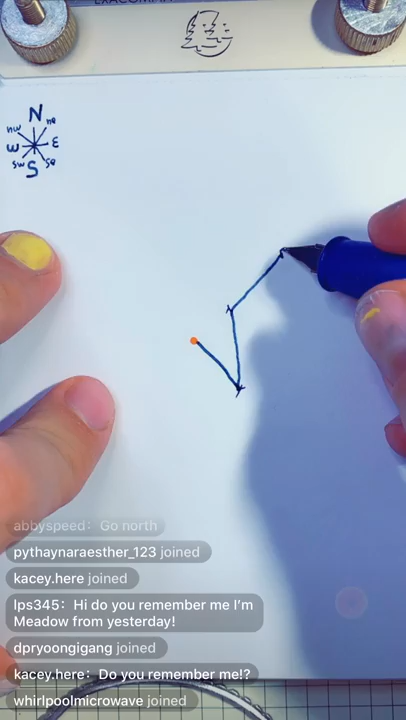 N
nw
ne
W
E
sw
se
S
abbyspeed: Go north
pythaynaraesther_123 joined
kacey.here joined
lps345: Hi do you remember me I'm
Meadow from yesterday!
dpryoongigang joined
kacey.here: Do you remember me!?
whirlpoolmicrowave joined